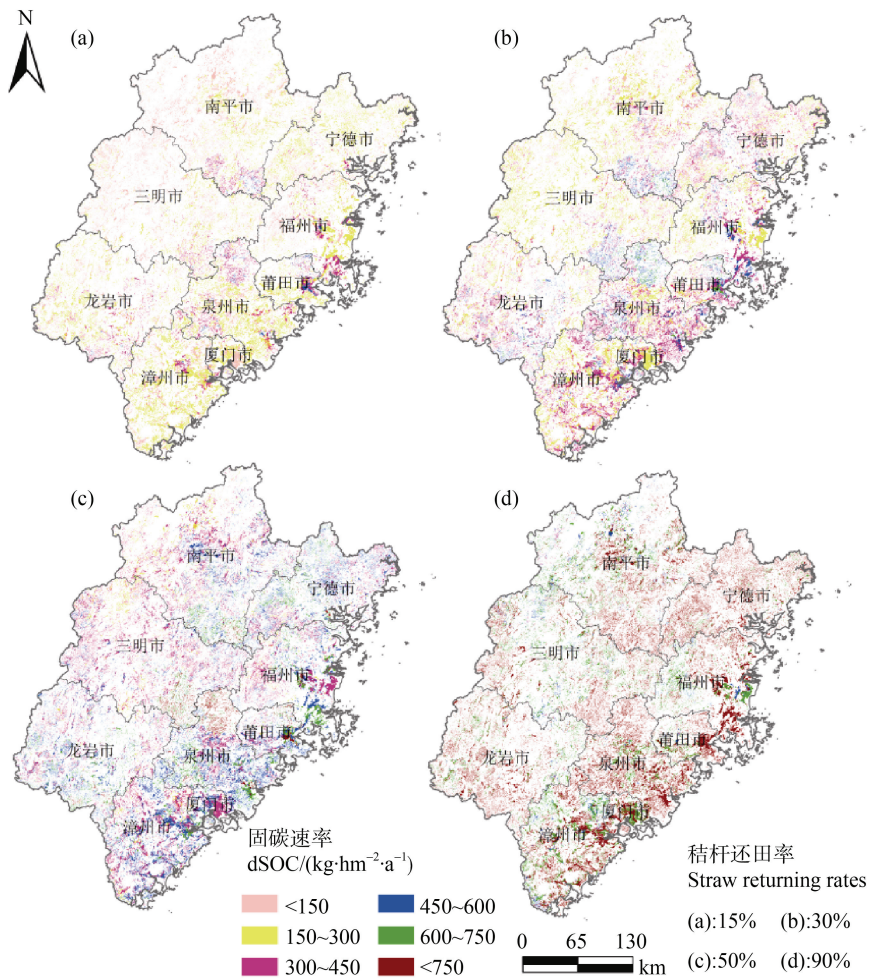 N
(a)
南平市
宁德市
三明市
福州市
莆田市
龙岩市
泉州市
厦门市
漳州市
(b)
南平市
宁德市
三明市
福州市
莆田市
龙岩市
泉州市
厦门市
漳州市
(c)
南平市
宁德市
三明市
福州市
莆田市
龙岩市
泉州市
厦门市
漳州市
(d)
南平市
宁德市
三明市
福州市
莆田市
龙岩市
泉州市
厦门市
漳州市
固碳速率
dSOC/(kg·hm⁻²·a⁻¹)
<150
150~300
300~450
450~600
600~750
<750
0 65 130
km
秸杆还田率
Straw returning rates
(a):15% (b):30%
(c):50% (d):90%